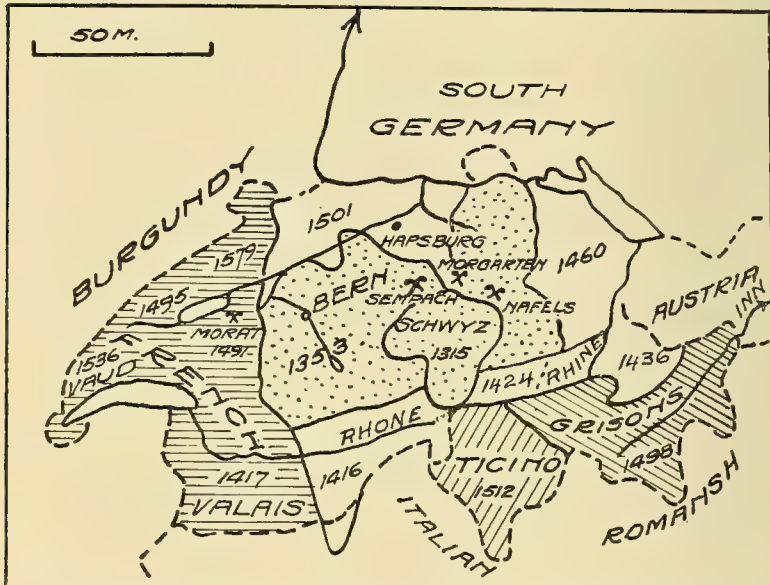 50 M.
SOUTH
GERMANY
BURGUNDY
1501
HAPSBURG
1579
MORGARTEN
1460
1495
BERN
SEMPACH
NAFELS
AUSTRIA
INN
MORAT
1491
SCHWYZ
1536
VAUD
1353
1315
1436
FRENCH
1424
RHINE
GRISONS
RHONE
1417
1416
TICINO
1512
1498
VALAIS
ITALIAN
ROMANSH